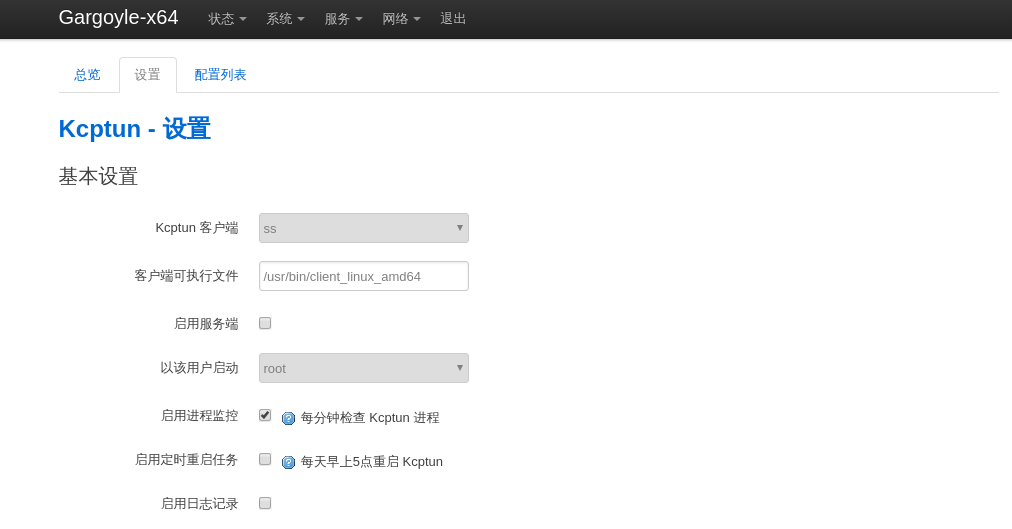 Gargoyle-x64 状态 系统 服务 网络 退出
总览 设置 配置列表
Kcptun - 设置
基本设置
Kcptun 客户端 ss
客户端可执行文件 /usr/bin/client_linux_amd64
启用服务端
以该用户启动 root
启用进程监控 每分钟检查 Kcptun 进程
启用定时重启任务 每天早上5点重启 Kcptun
启用日志记录